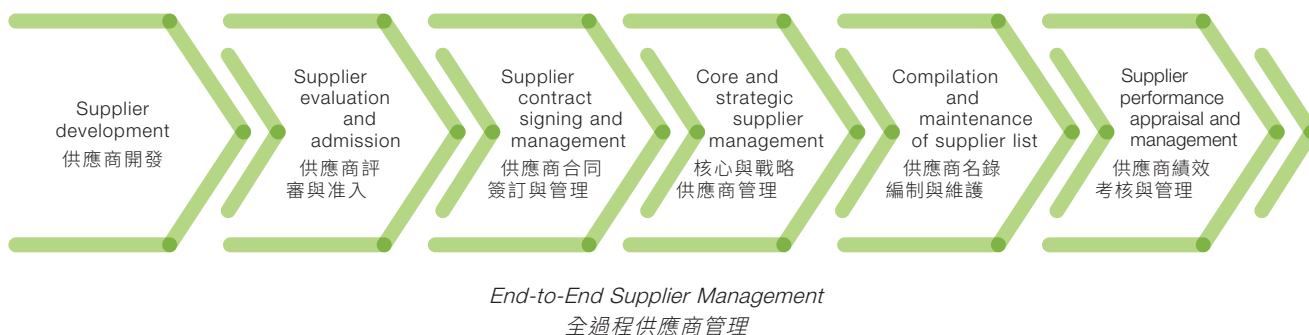 Supplier
development
供應商開發
Supplier
evaluation
and
admission
供應商評
審與准入
Supplier
contract
signing and
management
供應商合同
簽訂與管理
Core and
strategic
supplier
management
核心與戰略
供應商管理
Compilation
and
maintenance
of supplier list
供應商名錄
編制與維護
Supplier
performance
appraisal and
management
供應商績效
考核與管理
End-to-End Supplier Management
全過程供應商管理